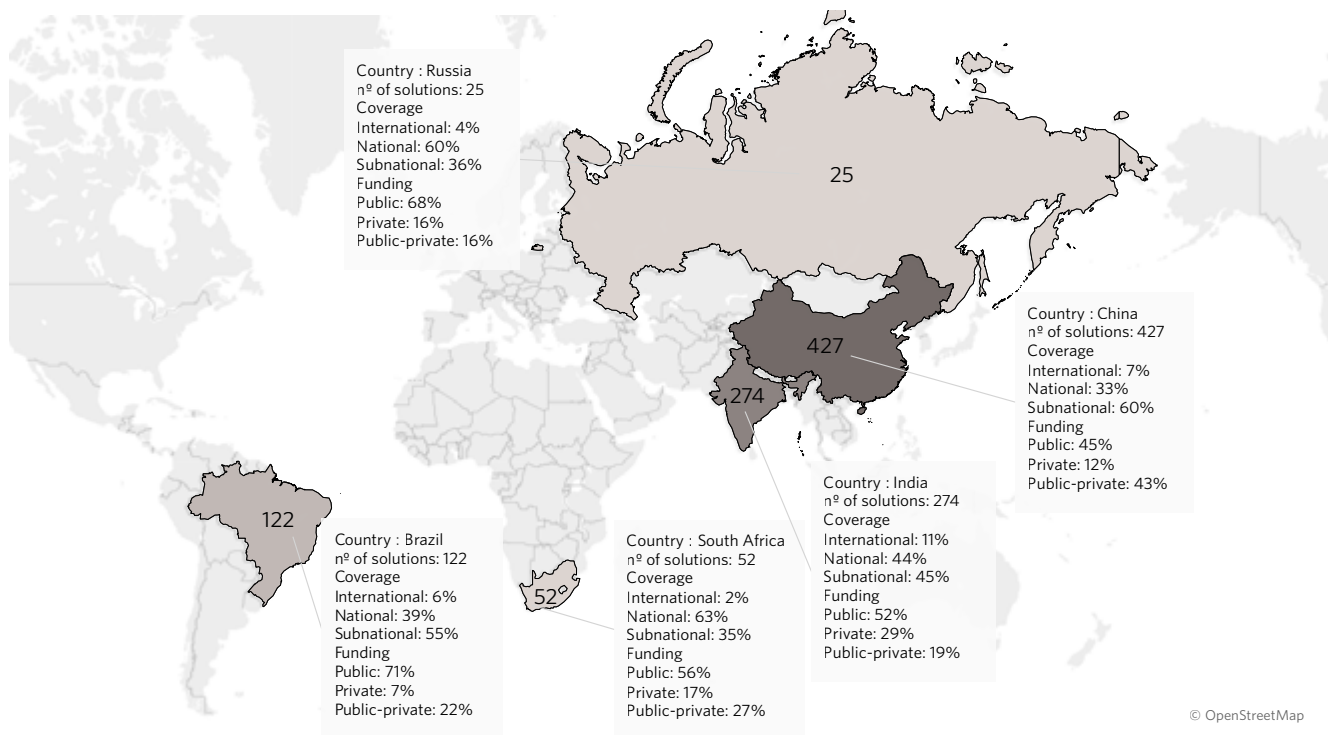 Country : Russia
nº of solutions: 25
Coverage
International: 4%
National: 60%
Subnational: 36%
Funding
Public: 68%
Private: 16%
Public-private: 16%
25
427
274
Country : China
nº of solutions: 427
Coverage
International: 7%
National: 33%
Subnational: 60%
Funding
Public: 45%
Private: 12%
Public-private: 43%
122
Country : Brazil
nº of solutions: 122
Coverage
International: 6%
National: 39%
Subnational: 55%
Funding
Public: 71%
Private: 7%
Public-private: 22%
52
Country : South Africa
nº of solutions: 52
Coverage
International: 2%
National: 63%
Subnational: 35%
Funding
Public: 56%
Private: 17%
Public-private: 27%
Country : India
nº of solutions: 274
Coverage
International: 11%
National: 44%
Subnational: 45%
Funding
Public: 52%
Private: 29%
Public-private: 19%
© OpenStreetMap